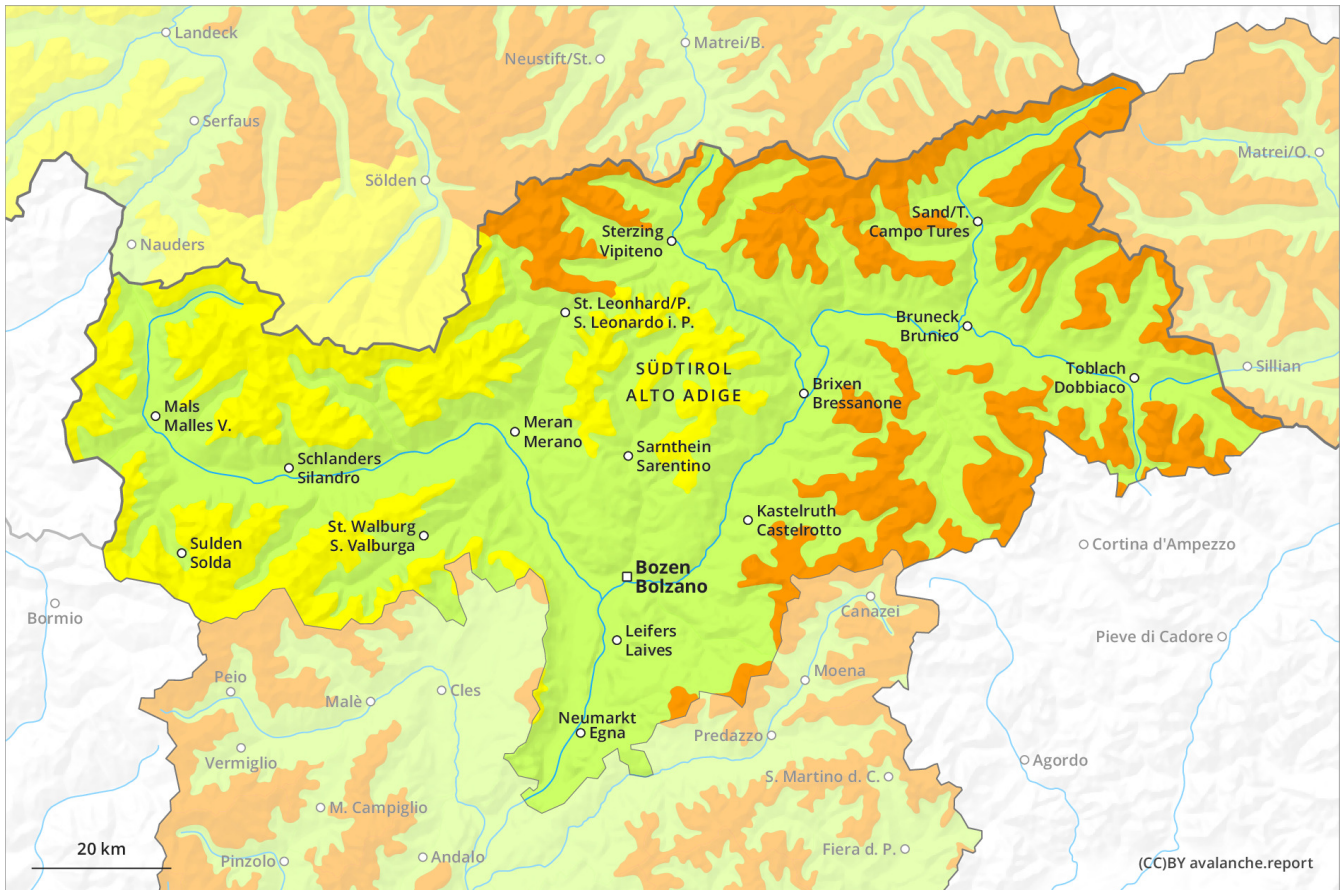 Landeck
Matrei/B.
Neustift/St.
Serfaus
Matrei/O.
Sölden
Sand/T.
Campo Tures
Sterzing
Vipiteno
Nauders
St. Leonhard/P.
S. Leonardo i. P.
Bruneck
Brunico
SÜDTIROL
ALTO ADIGE
Toblach
Dobbiaco
Sillian
Brixen
Bressanone
Mals
Malles V.
Meran
Merano
Sarnthein
Sarentino
Schlanders
Silandro
Kastelruth
Castelrotto
St. Walburg
S. Valburga
Sulden
Solda
Cortina d'Ampezzo
Bozen
Bolzano
Bormio
Canazei
Leifers
Laives
Pieve di Cadore
Peio
Moena
Cles
Malè
Neumarkt
Egna
Predazzo
Vermiglio
Agordo
S. Martino d. C.
M. Campiglio
20 km
Pinzolo
Andalo
Fiera d. P.
(CC)BY avalanche.report